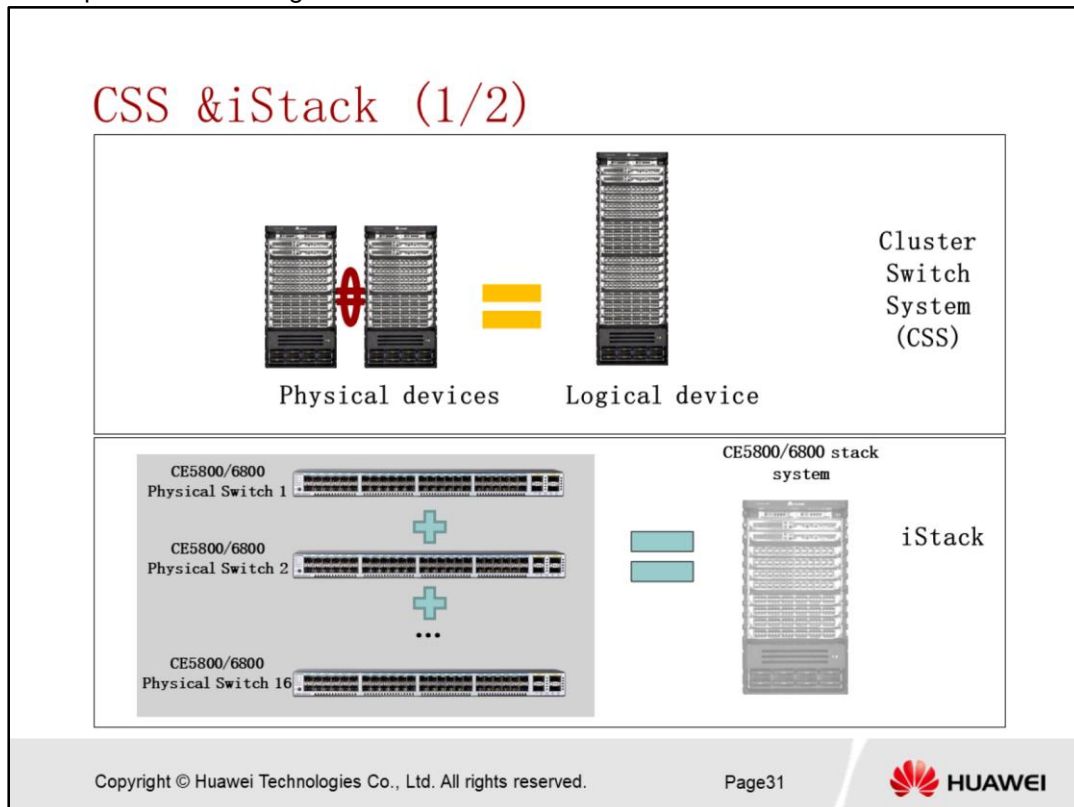 CSS &iStack (1/2)
Cluster
Switch
System
(CSS)
Physical devices
Logical device
CE5800/6800
Physical Switch 1
CE5800/6800
Physical Switch 2
...
CE5800/6800
Physical Switch 16
CE5800/6800 stack
system
iStack
Copyright © Huawei Technologies Co., Ltd. All rights reserved.
Page31
HUAWEI